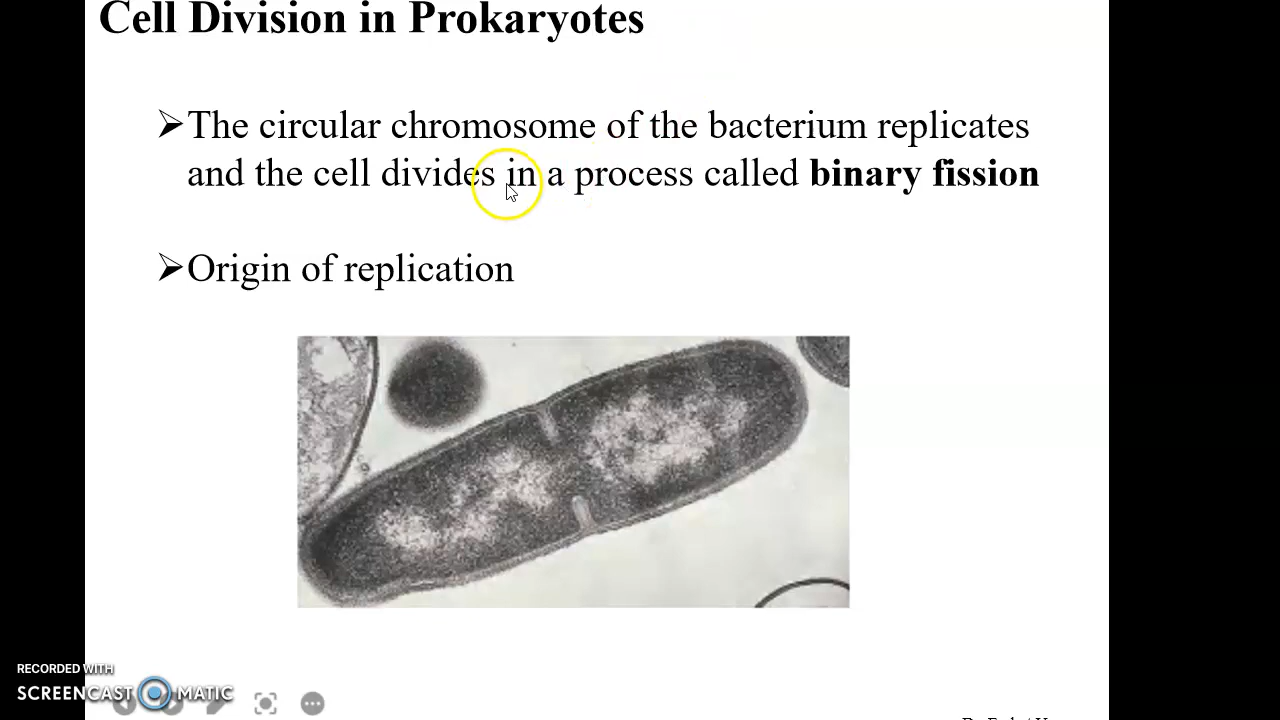 Cell Division in Prokaryotes
➢The circular chromosome of the bacterium replicates
and the cell divides in a process called binary fission
➢Origin of replication
RECORDED WITH
SCREENCAST MATIC